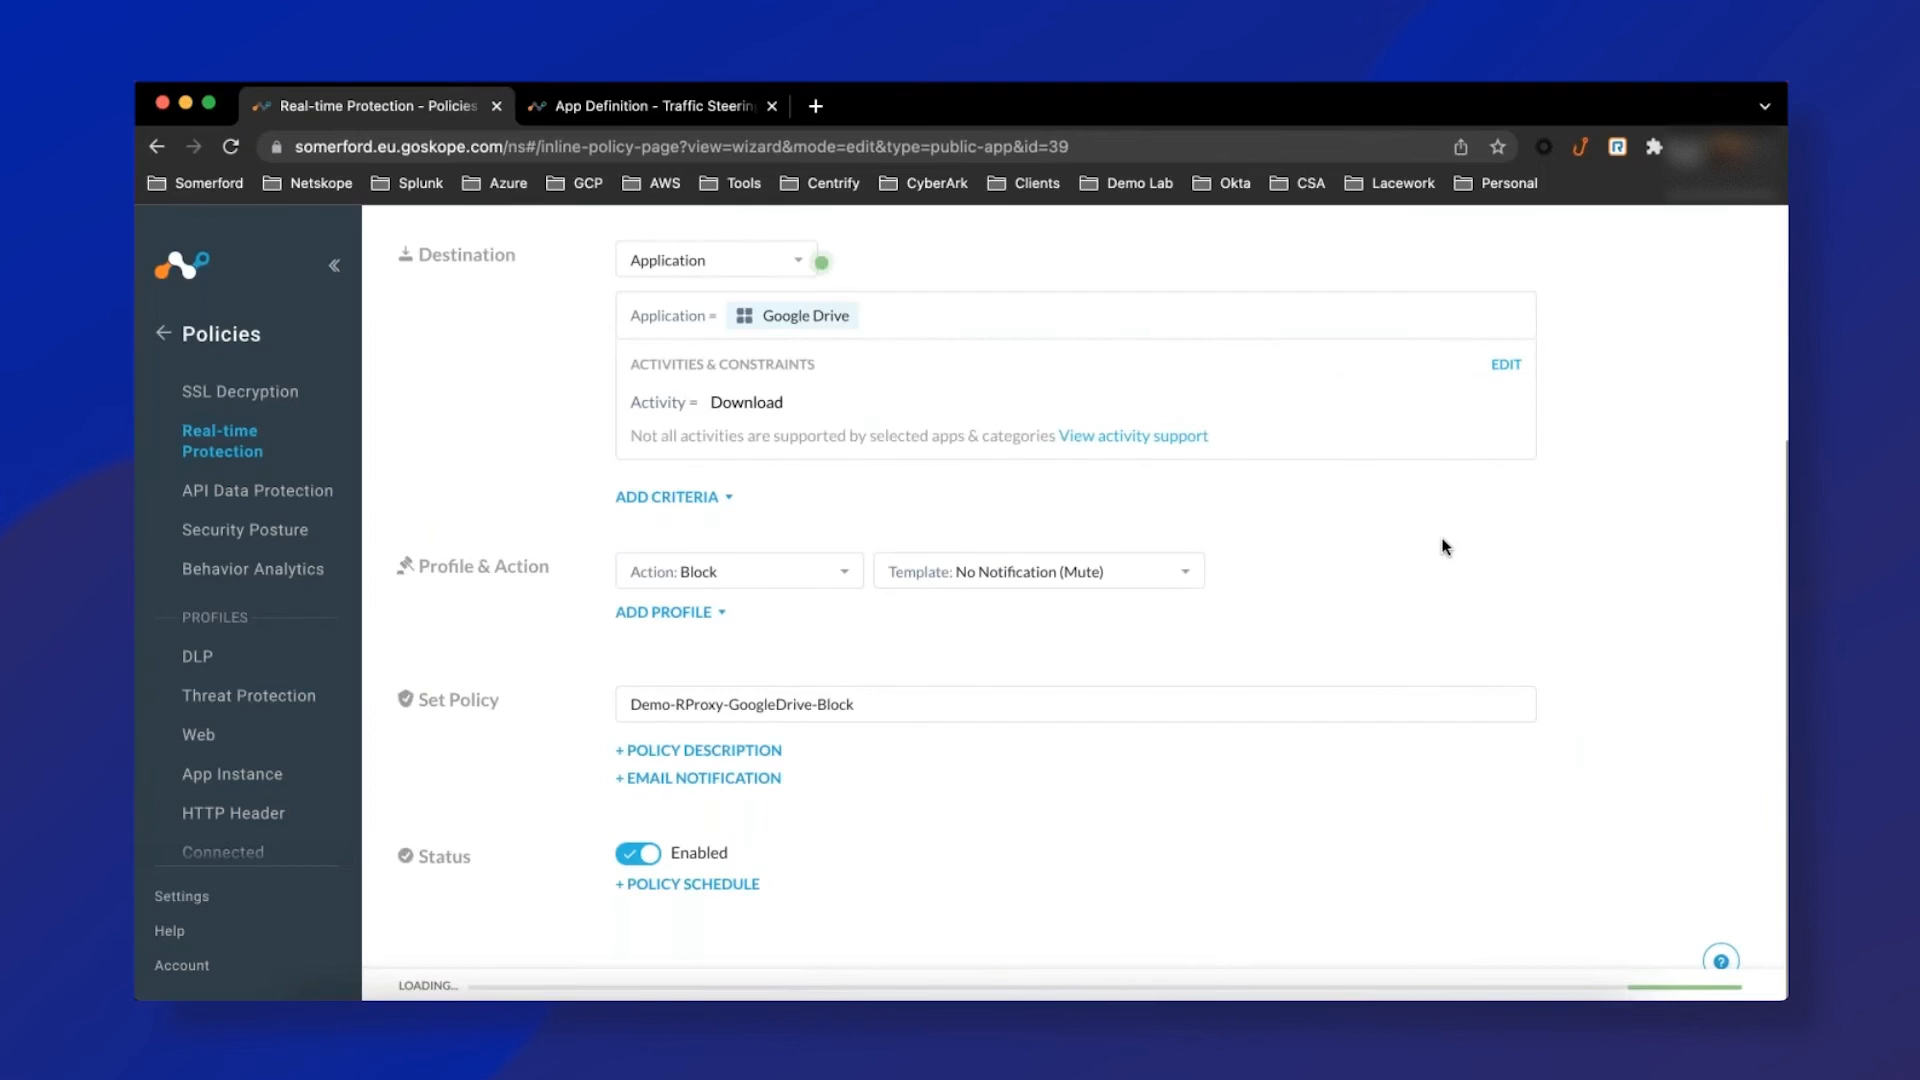 Real-time Protection - Policies
App Definition - Traffic Steerin
somerford.eu.goskope.com/ns#/inline-policy-page?view=wizard&mode=edit&type=public-app&id=39
Somerford
Netskope
Splunk
Azure
GCP
AWS
Tools
Centrify
CyberArk
Clients
Demo Lab
Okta
CSA
Lacework
Personal
Policies
SSL Decryption
Real-time
Protection
API Data Protection
Security Posture
Behavior Analytics
PROFILES
DLP
Threat Protection
Web
App Instance
HTTP Header
Connected
Settings
Help
Account
Destination
Application
Application = Google Drive
ACTIVITIES & CONSTRAINTS
EDIT
Activity = Download
Not all activities are supported by selected apps & categories View activity support
ADD CRITERIA
Profile & Action
Action: Block
Template: No Notification (Mute)
ADD PROFILE
Set Policy
Demo-RProxy-GoogleDrive-Block
+ POLICY DESCRIPTION
+ EMAIL NOTIFICATION
Status
Enabled
+ POLICY SCHEDULE
LOADING...
?